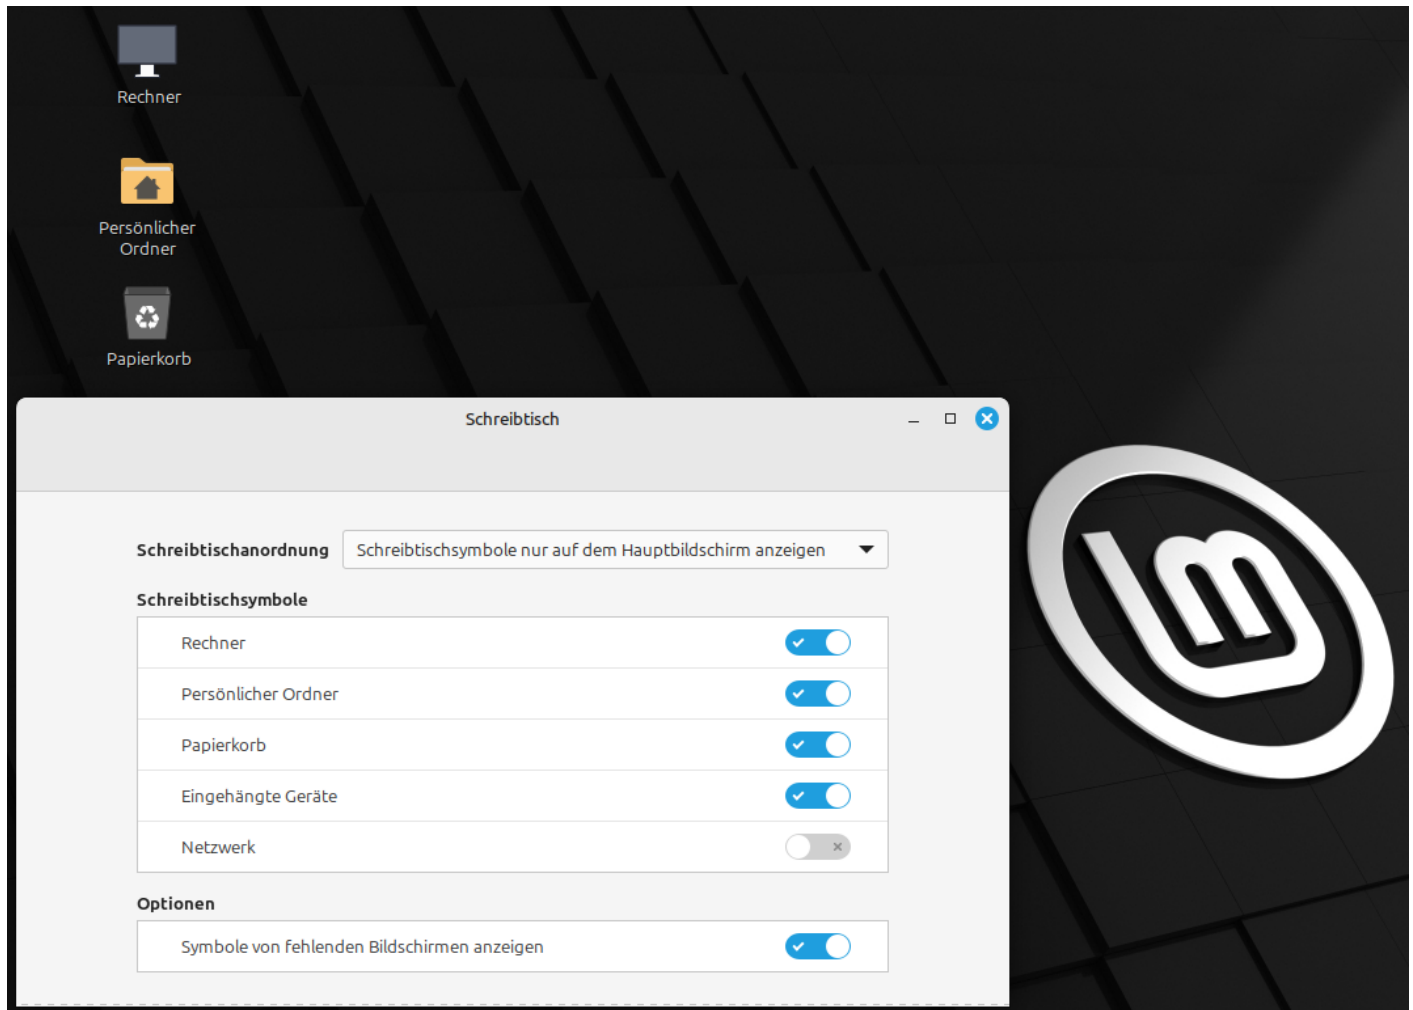 Rechner
Persönlicher
Ordner
Papierkorb
Schreibtisch
Schreibtischanordnung Schreibtischsymbole nur auf dem Hauptbildschirm anzeigen
Schreibtischsymbole
Rechner
Persönlicher Ordner
Papierkorb
Eingehängte Geräte
Netzwerk
Optionen
Symbole von fehlenden Bildschirmen anzeigen